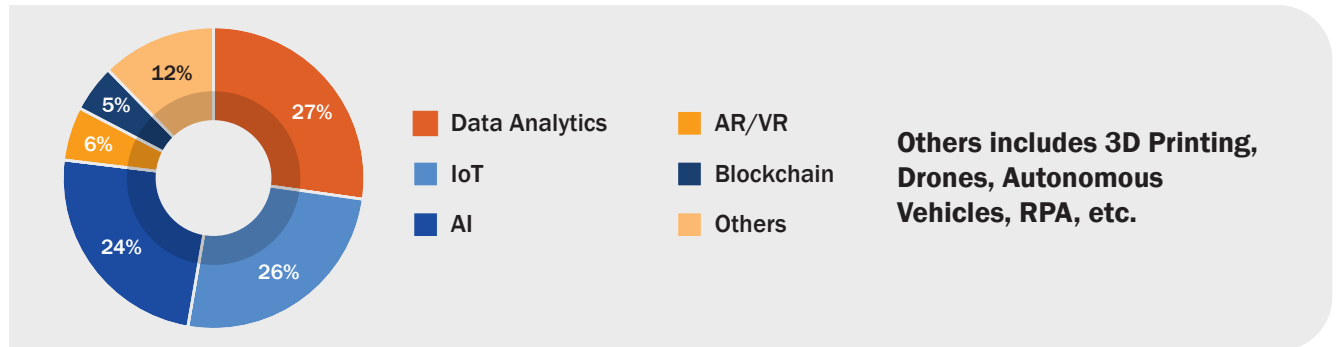 12%
27%
5%
6%
24%
26%
Data Analytics
IoT
AI
AR/VR
Blockchain
Others
Others includes 3D Printing,
Drones, Autonomous
Vehicles, RPA, etc.